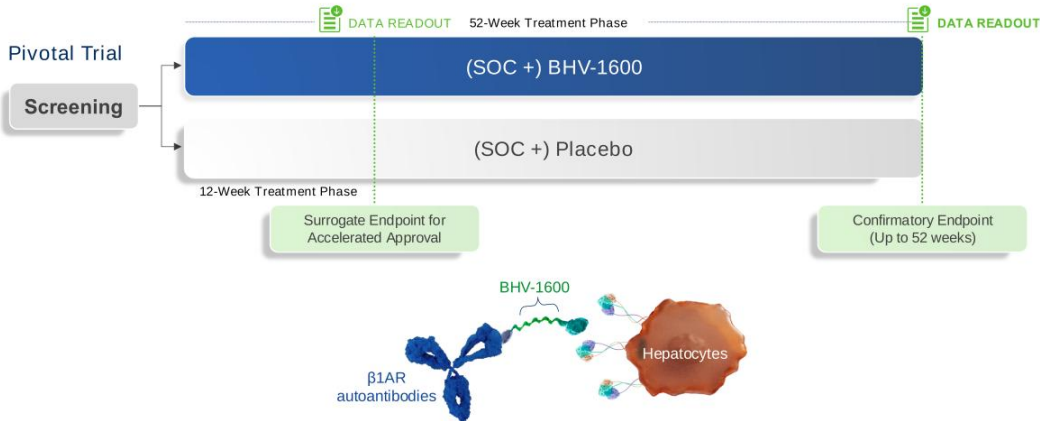 DATA READOUT
52-Week Treatment Phase
DATA READOUT
Pivotal Trial
(SOC +) BHV-1600
Screening
(SOC +) Placebo
12-Week Treatment Phase
Surrogate Endpoint for
Accelerated Approval
Confirmatory Endpoint
(Up to 52 weeks)
BHV-1600
Hepatocytes
β1AR
autoantibodies